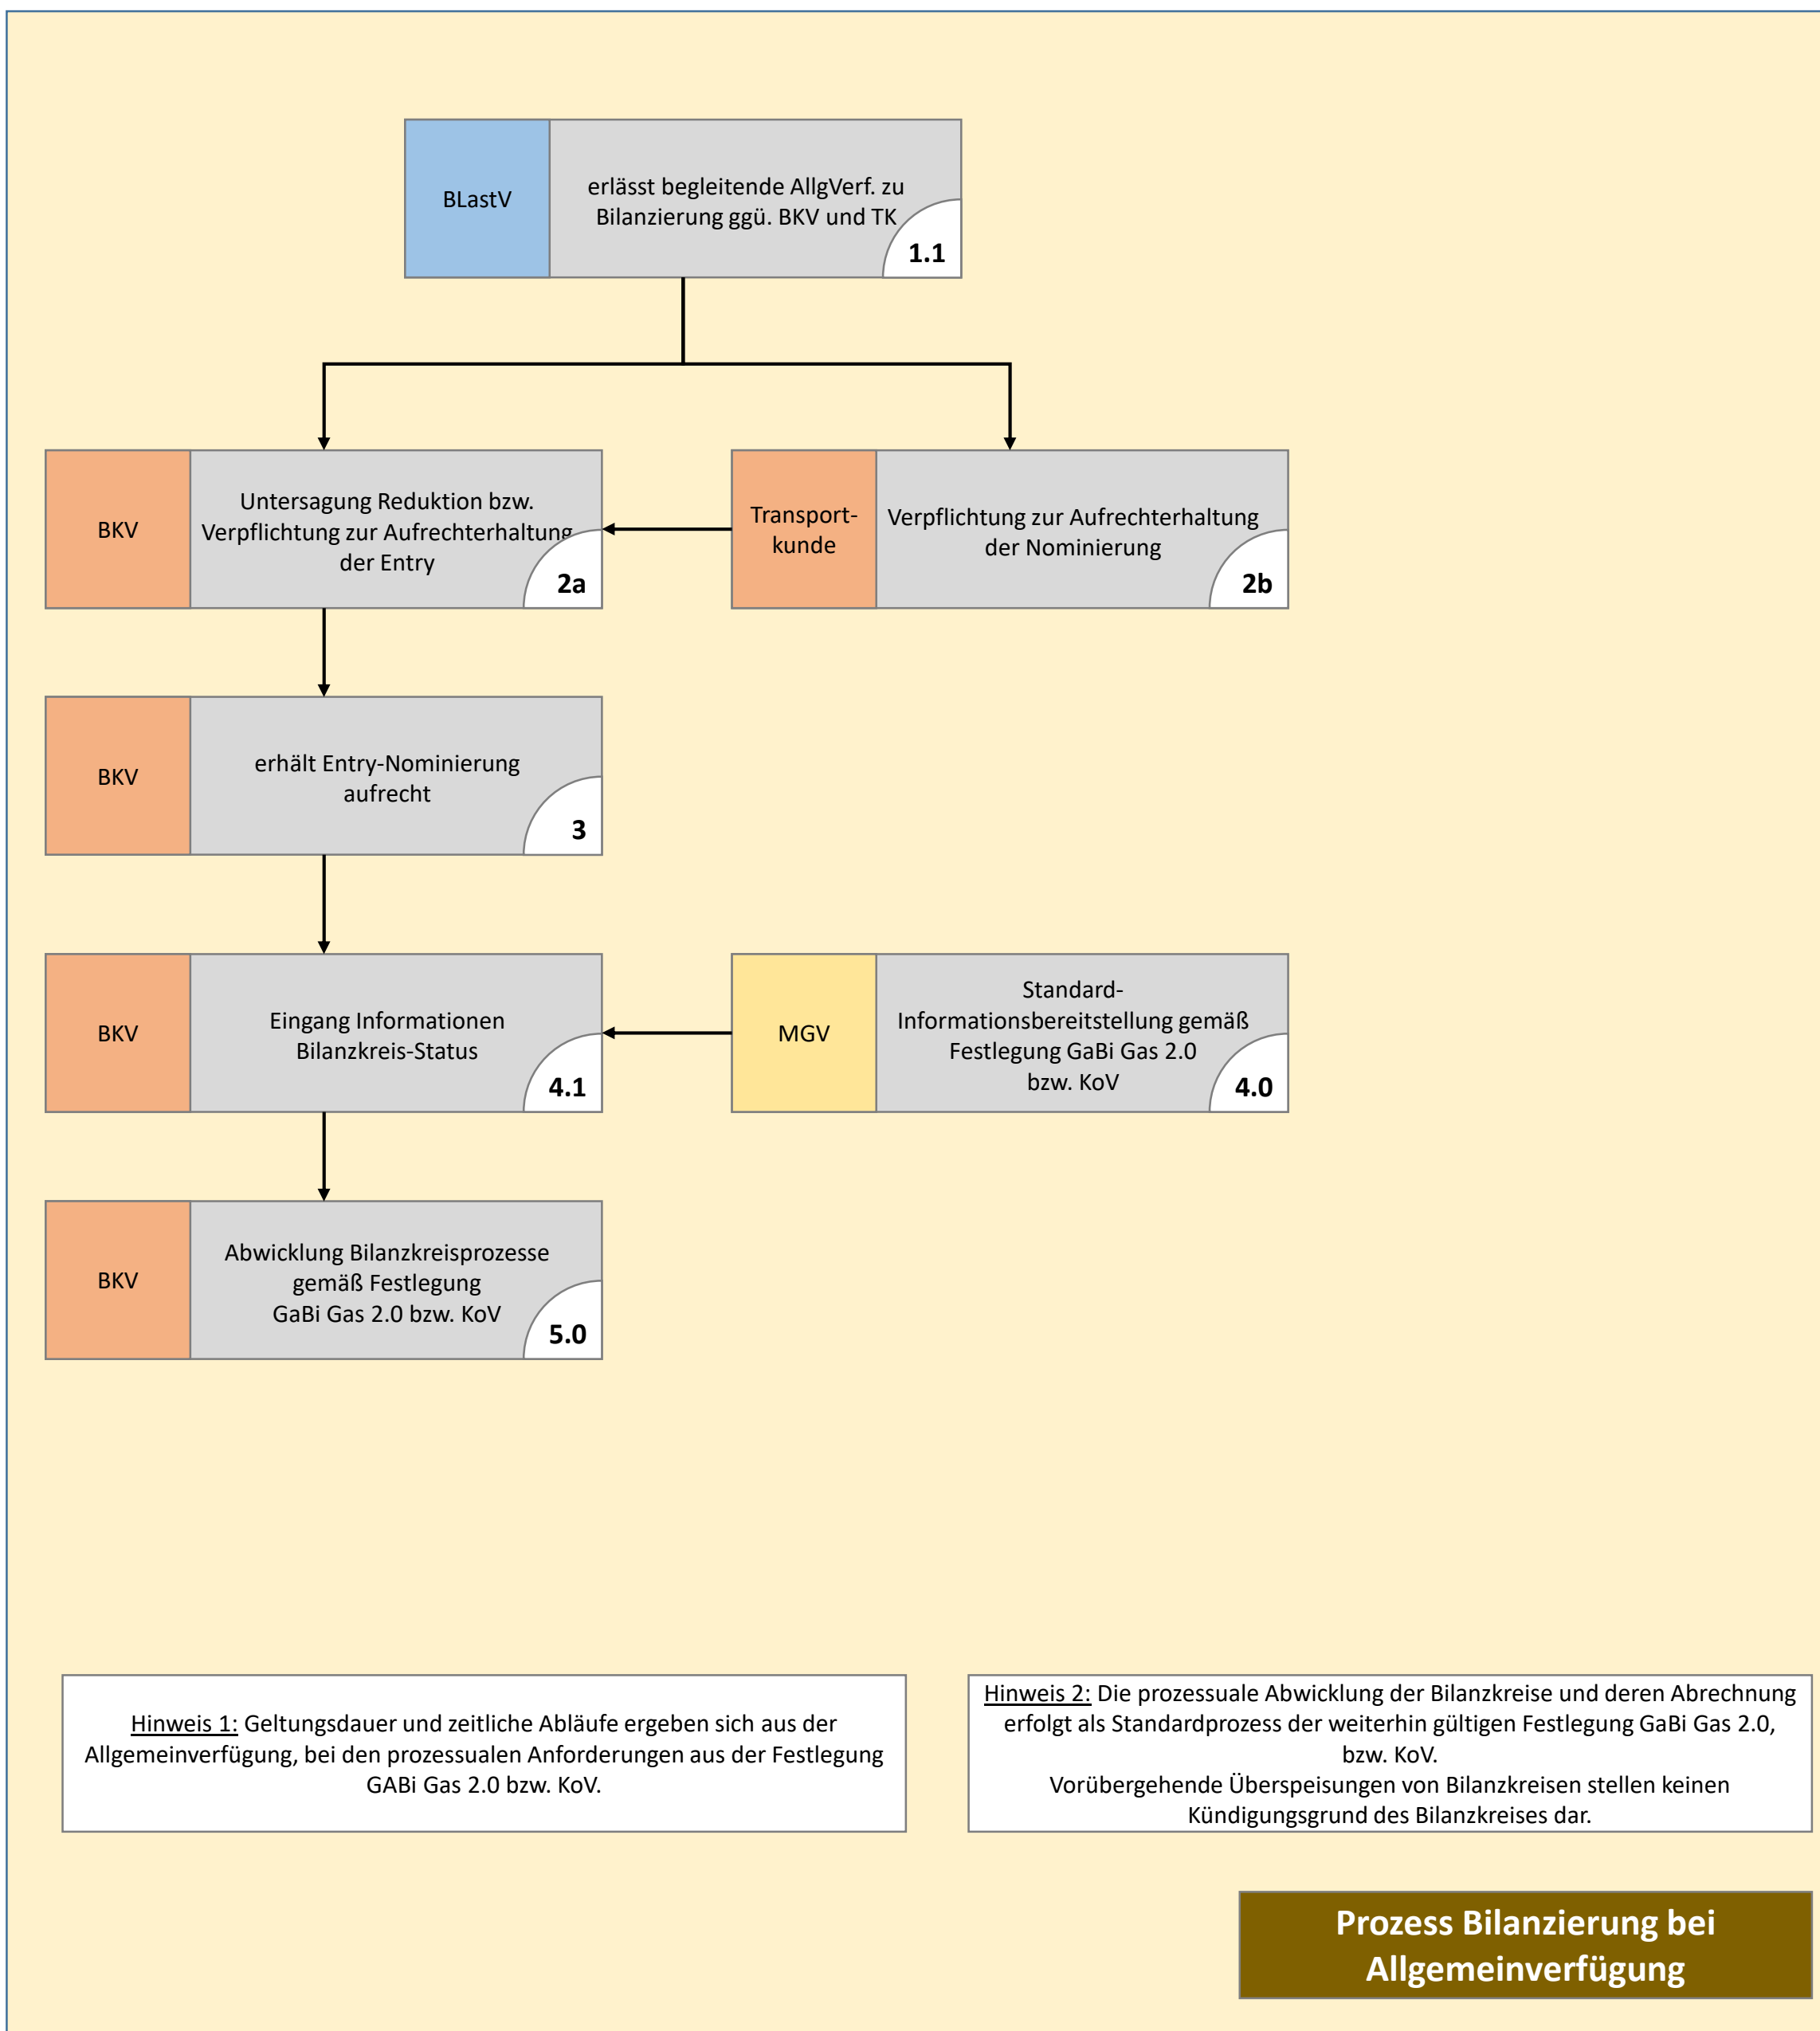 BLastV
erlässt begleitende AllgVerf. zu
Bilanzierung ggü. BKV und TK
1.1
BKV
Untersagung Reduktion bzw.
Verpflichtung zur Aufrechterhaltung
der Entry
2a
Transport-
kunde
Verpflichtung zur Aufrechterhaltung
der Nominierung
2b
BKV
erhält Entry-Nominierung
aufrecht
3
BKV
Eingang Informationen
Bilanzkreis-Status
4.1
MGV
Standard-
Informationsbereitstellung gemäß
Festlegung GaBi Gas 2.0
bzw. KoV
4.0
BKV
Abwicklung Bilanzkreisprozesse
gemäß Festlegung
GaBi Gas 2.0 bzw. KoV
5.0
Hinweis 1: Geltungsdauer und zeitliche Abläufe ergeben sich aus der
Allgemeinverfügung, bei den prozessualen Anforderungen aus der Festlegung
GABi Gas 2.0 bzw. KoV.
Hinweis 2: Die prozessuale Abwicklung der Bilanzkreise und deren Abrechnung
erfolgt als Standardprozess der weiterhin gültigen Festlegung GaBi Gas 2.0,
bzw. KoV.
Vorübergehende Überspeisungen von Bilanzkreisen stellen keinen
Kündigungsgrund des Bilanzkreises dar.
Prozess Bilanzierung bei
Allgemeinverfügung